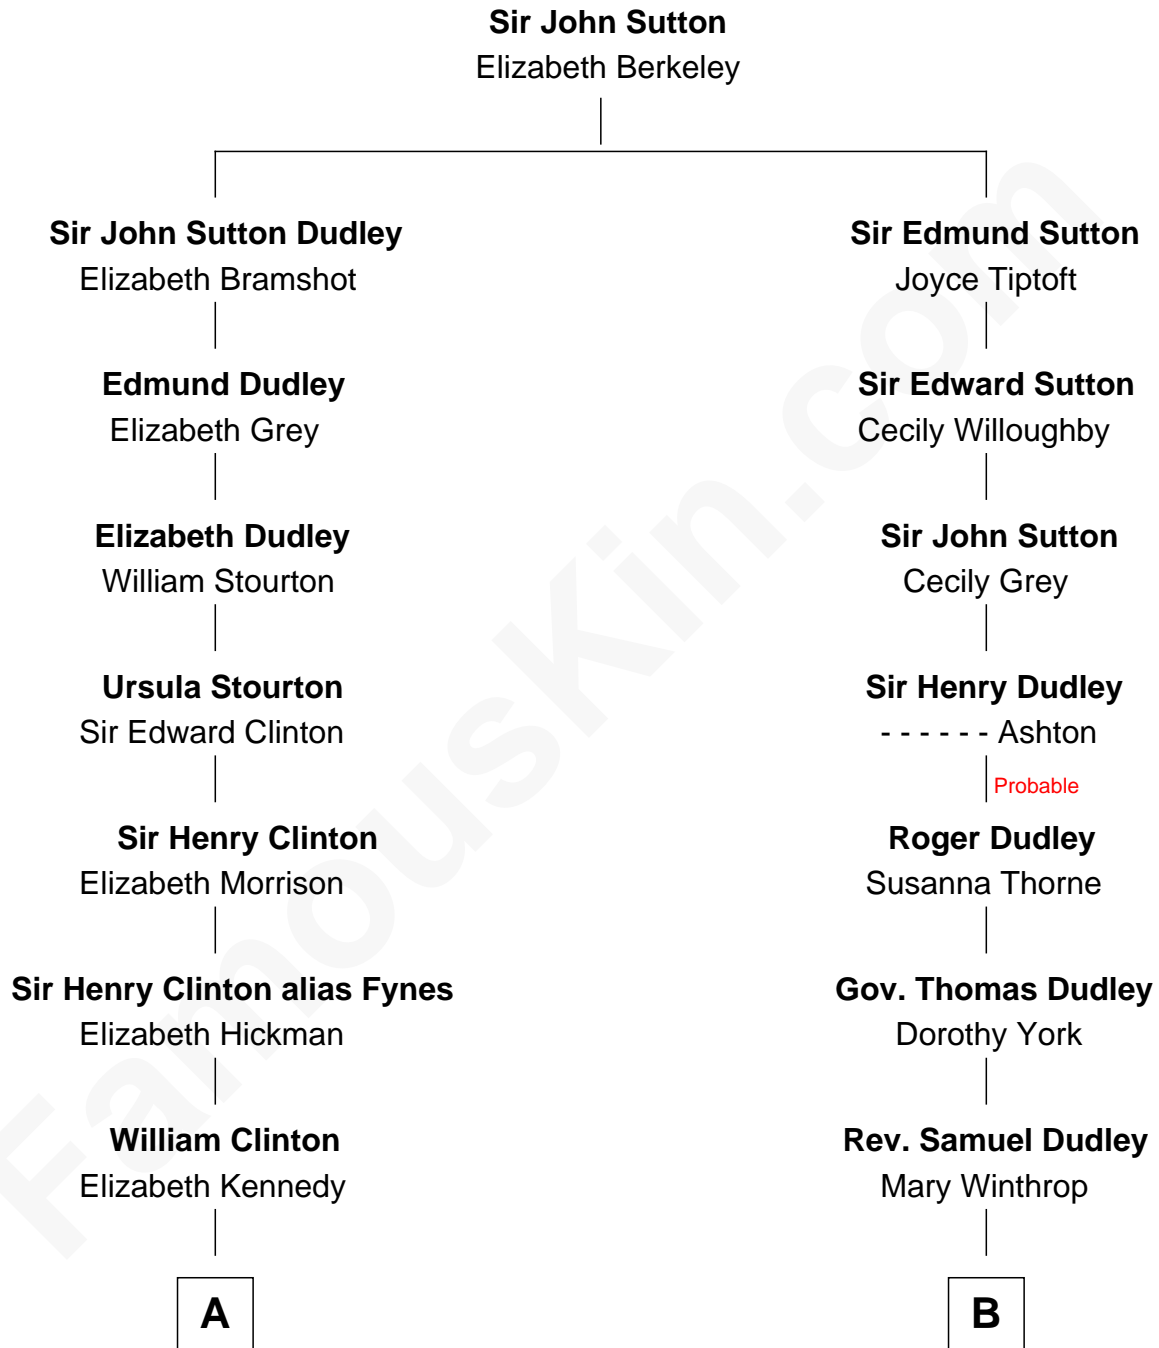 Sir John Sutton
Elizabeth Berkeley
Sir John Sutton Dudley
Elizabeth Bramshot
Sir Edmund Sutton
Joyce Tiptoft
Edmund Dudley
Elizabeth Grey
Sir Edward Sutton
Cecily Willoughby
Elizabeth Dudley
William Stourton
Sir John Sutton
Cecily Grey
Ursula Stourton
Sir Edward Clinton
Sir Henry Dudley
- - - - - - Ashton
Probable
Sir Henry Clinton
Elizabeth Morrison
Roger Dudley
Susanna Thorne
Sir Henry Clinton alias Fynes
Elizabeth Hickman
Gov. Thomas Dudley
Dorothy York
William Clinton
Elizabeth Kennedy
Rev. Samuel Dudley
Mary Winthrop
A
B
FamousKin.com